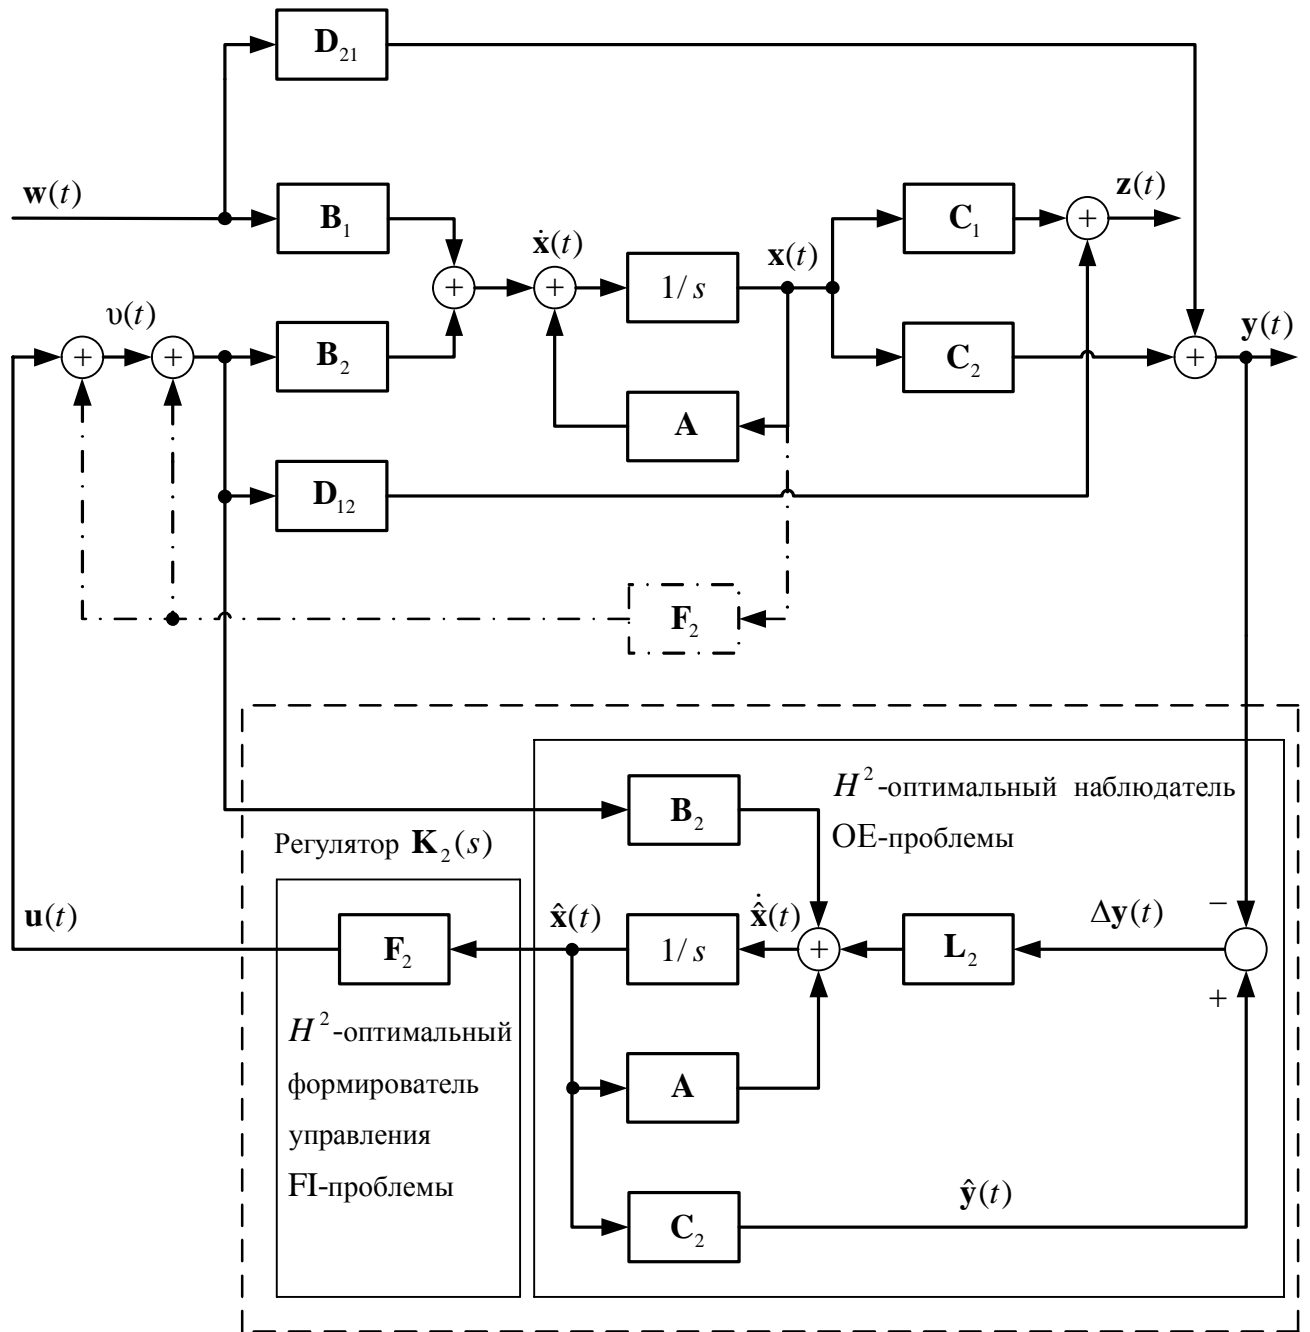 D₂₁
w(t)
B₁
C₁
+
z(t)
ẋ(t)
x(t)
+
+
1/s
υ(t)
y(t)
+
+
B₂
C₂
+
A
D₁₂
F₂
B₂
H²-оптимальный наблюдатель
OE-проблемы
Регулятор K₂(s)
u(t)
F₂
x̂(t)
1/s
x̂̇(t)
+
L₂
Δy(t)
−
+
H²-оптимальный
формирователь
управления
FI-проблемы
A
C₂
ŷ(t)